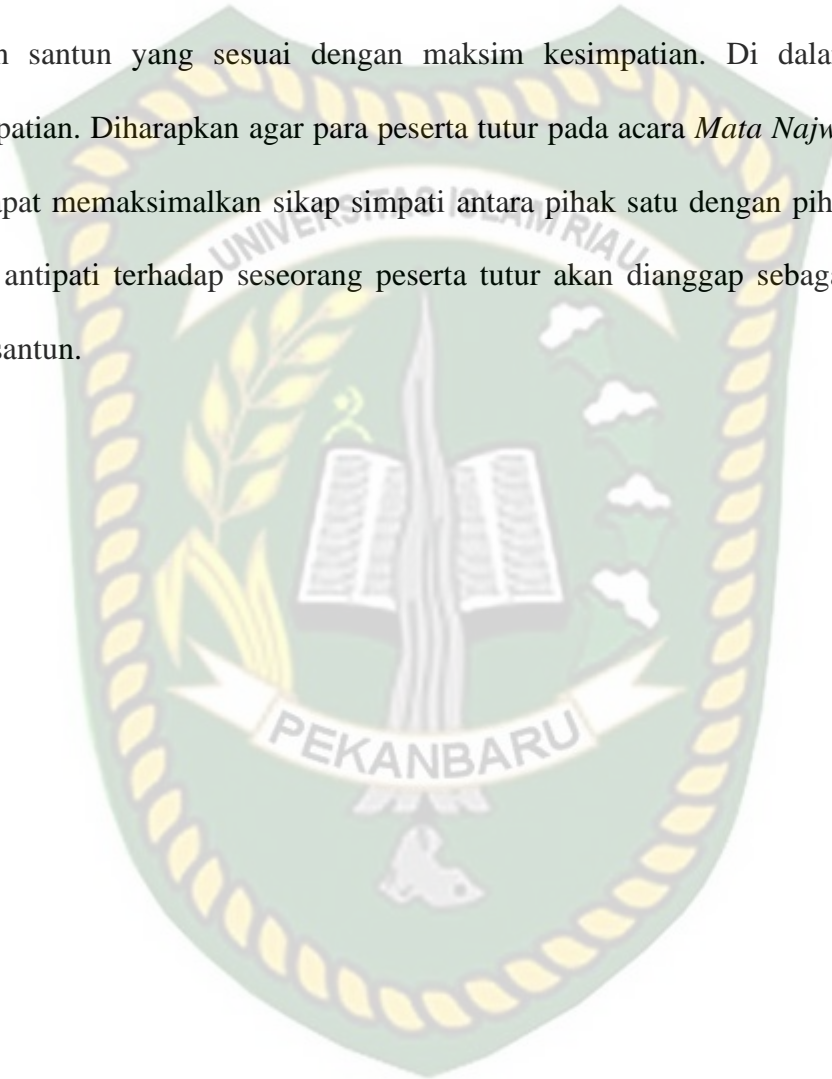 n santun yang sesuai dengan maksim kesimpatian. Di dala
patian. Diharapkan agar para peserta tutur pada acara Mata Najw
apat memaksimalkan sikap simpati antara pihak satu dengan pih
antipati terhadap seseorang peserta tutur akan dianggap sebaga
santun.
UNIVERSITAS ISLAM RIAU
PEKANBARU